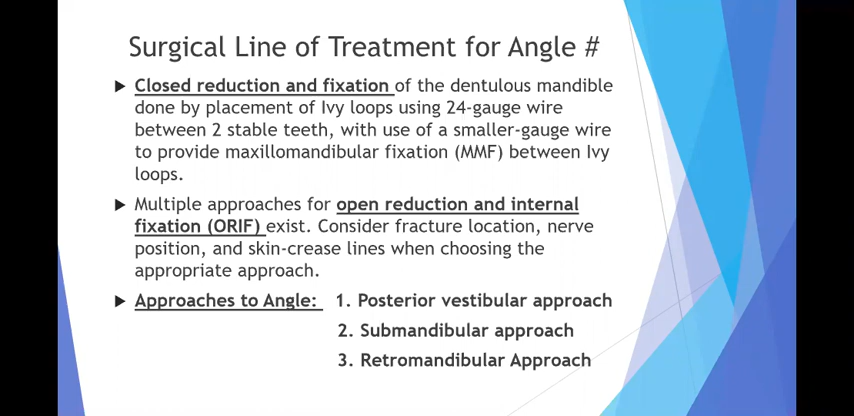 Surgical Line of Treatment for Angle #
▶ Closed reduction and fixation of the dentulous mandible
done by placement of Ivy loops using 24-gauge wire
between 2 stable teeth, with use of a smaller-gauge wire
to provide maxillomandibular fixation (MMF) between Ivy
loops.
▶ Multiple approaches for open reduction and internal
fixation (ORIF) exist. Consider fracture location, nerve
position, and skin-crease lines when choosing the
appropriate approach.
▶ Approaches to Angle: 1. Posterior vestibular approach
2. Submandibular approach
3. Retromandibular Approach